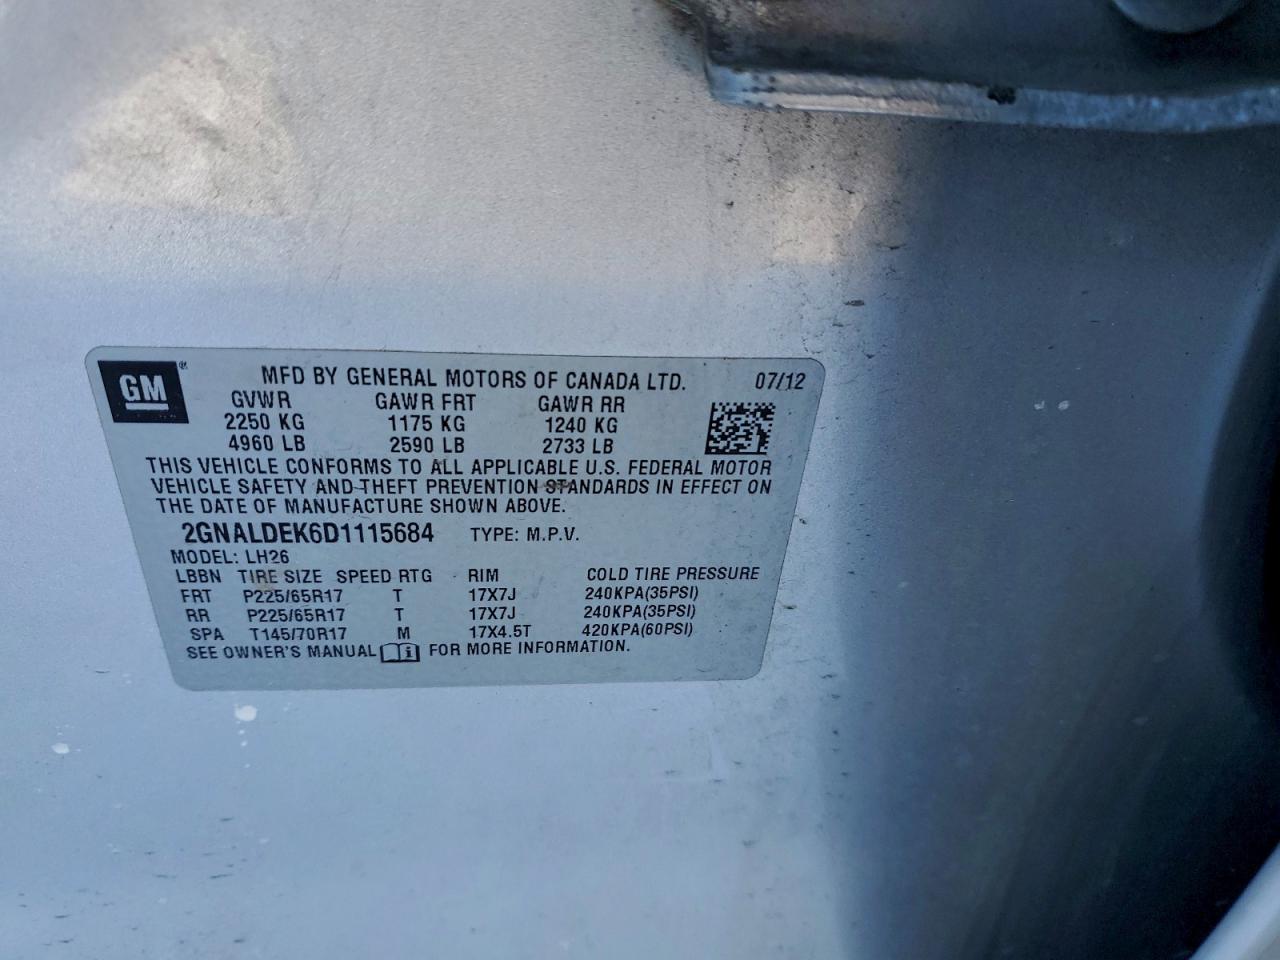 GM ®
MFD BY GENERAL MOTORS OF CANADA LTD. 07/12
GVWR GAWR FRT GAWR RR
2250 KG 1175 KG 1240 KG
4960 LB 2590 LB 2733 LB
THIS VEHICLE CONFORMS TO ALL APPLICABLE U.S. FEDERAL MOTOR
VEHICLE SAFETY AND THEFT PREVENTION STANDARDS IN EFFECT ON
THE DATE OF MANUFACTURE SHOWN ABOVE.
2GNALDEK6D1115684 TYPE: M.P.V.
MODEL: LH26
LBBN TIRE SIZE SPEED RTG RIM COLD TIRE PRESSURE
FRT P225/65R17 T 17X7J 240KPA(35PSI)
RR P225/65R17 T 17X7J 240KPA(35PSI)
SPA T145/70R17 M 17X4.5T 420KPA(60PSI)
SEE OWNER'S MANUAL i FOR MORE INFORMATION.